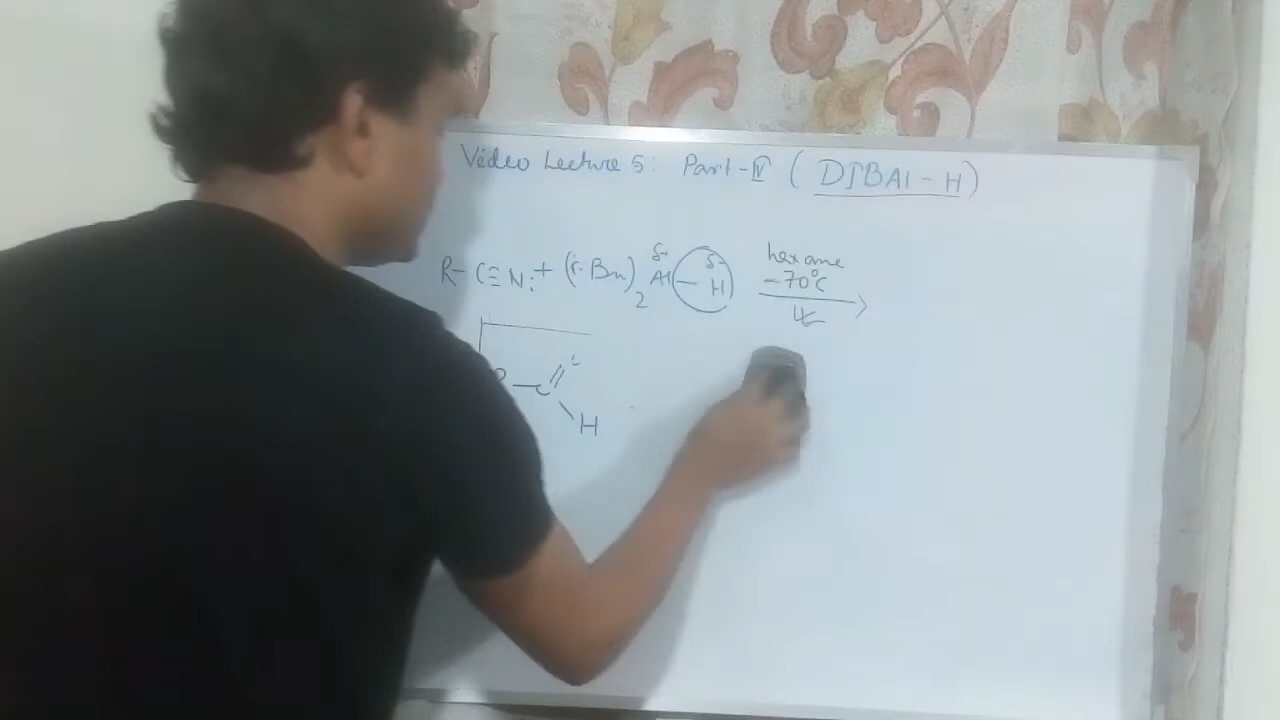 Video Lecture 5: Part-IV (DIBAl-H)
hexane
R-C≡N: + (i-Bu)₂ Al-H
δ- δ-
-70°C
H